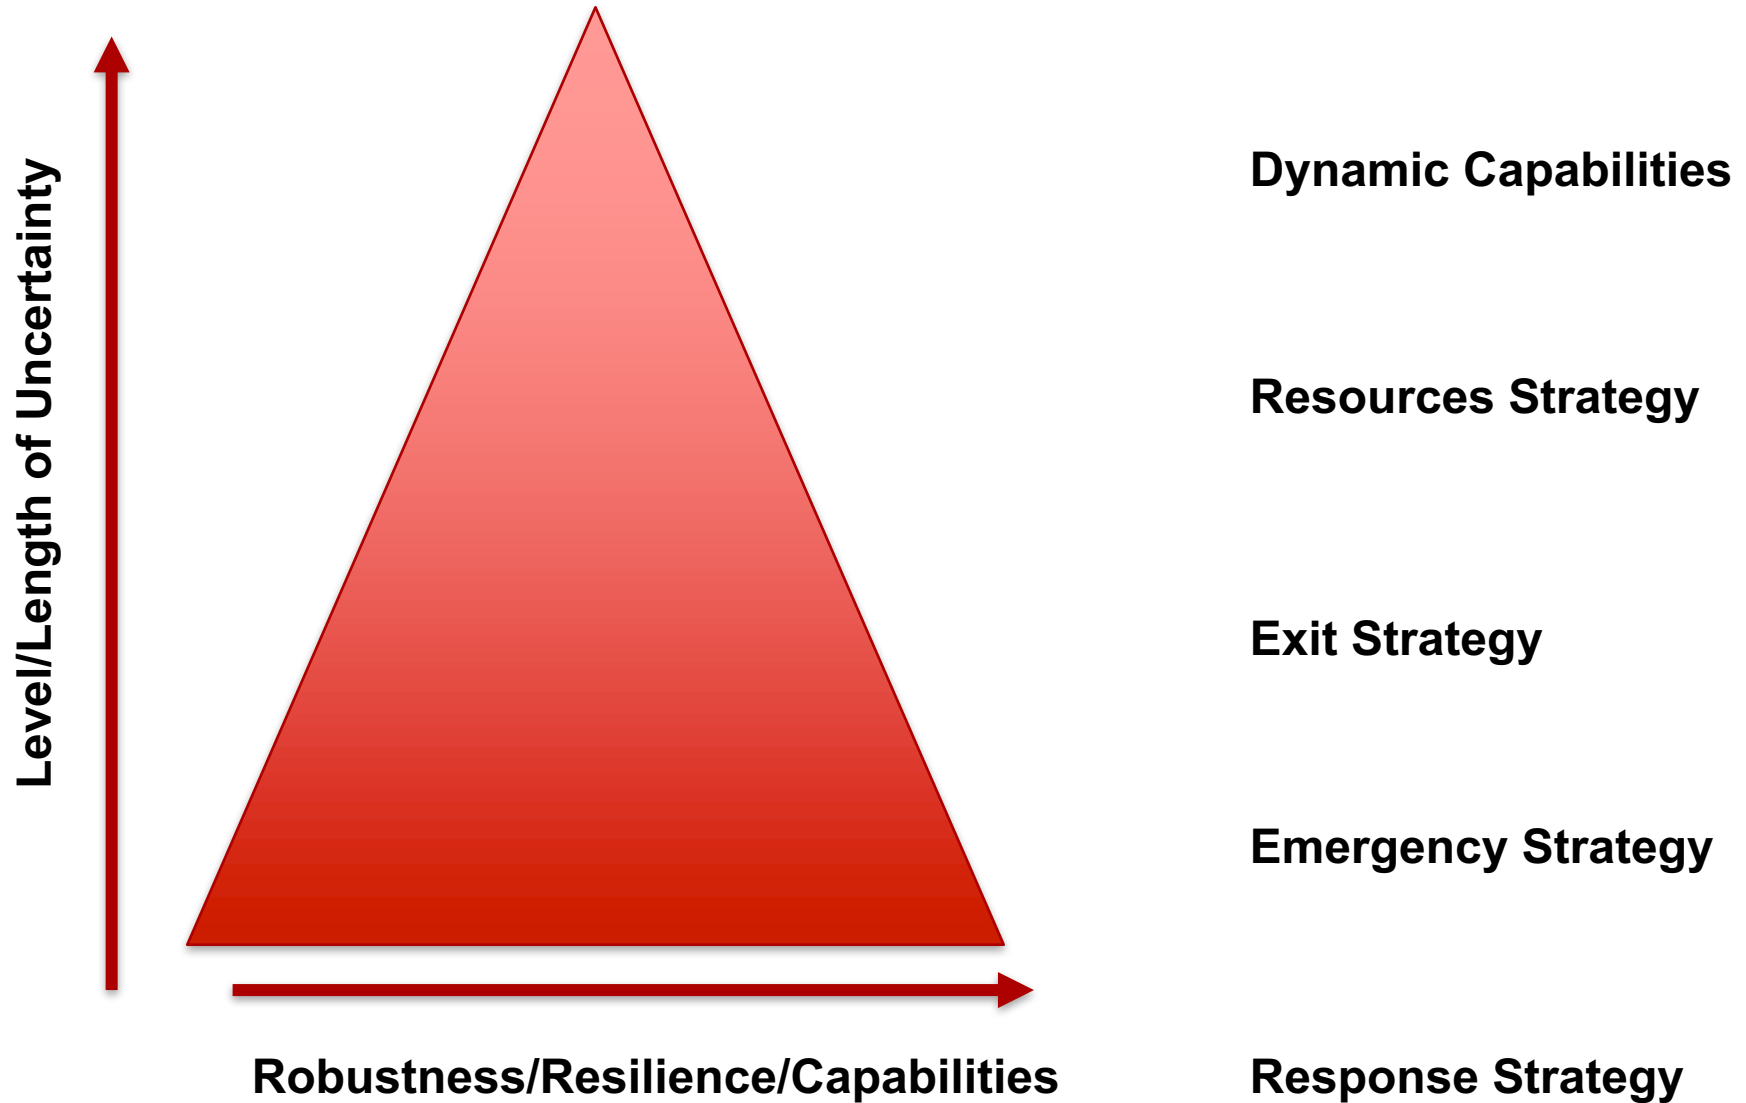 Level/Length of Uncertainty
Dynamic Capabilities
Resources Strategy
Exit Strategy
Emergency Strategy
Robustness/Resilience/Capabilities
Response Strategy